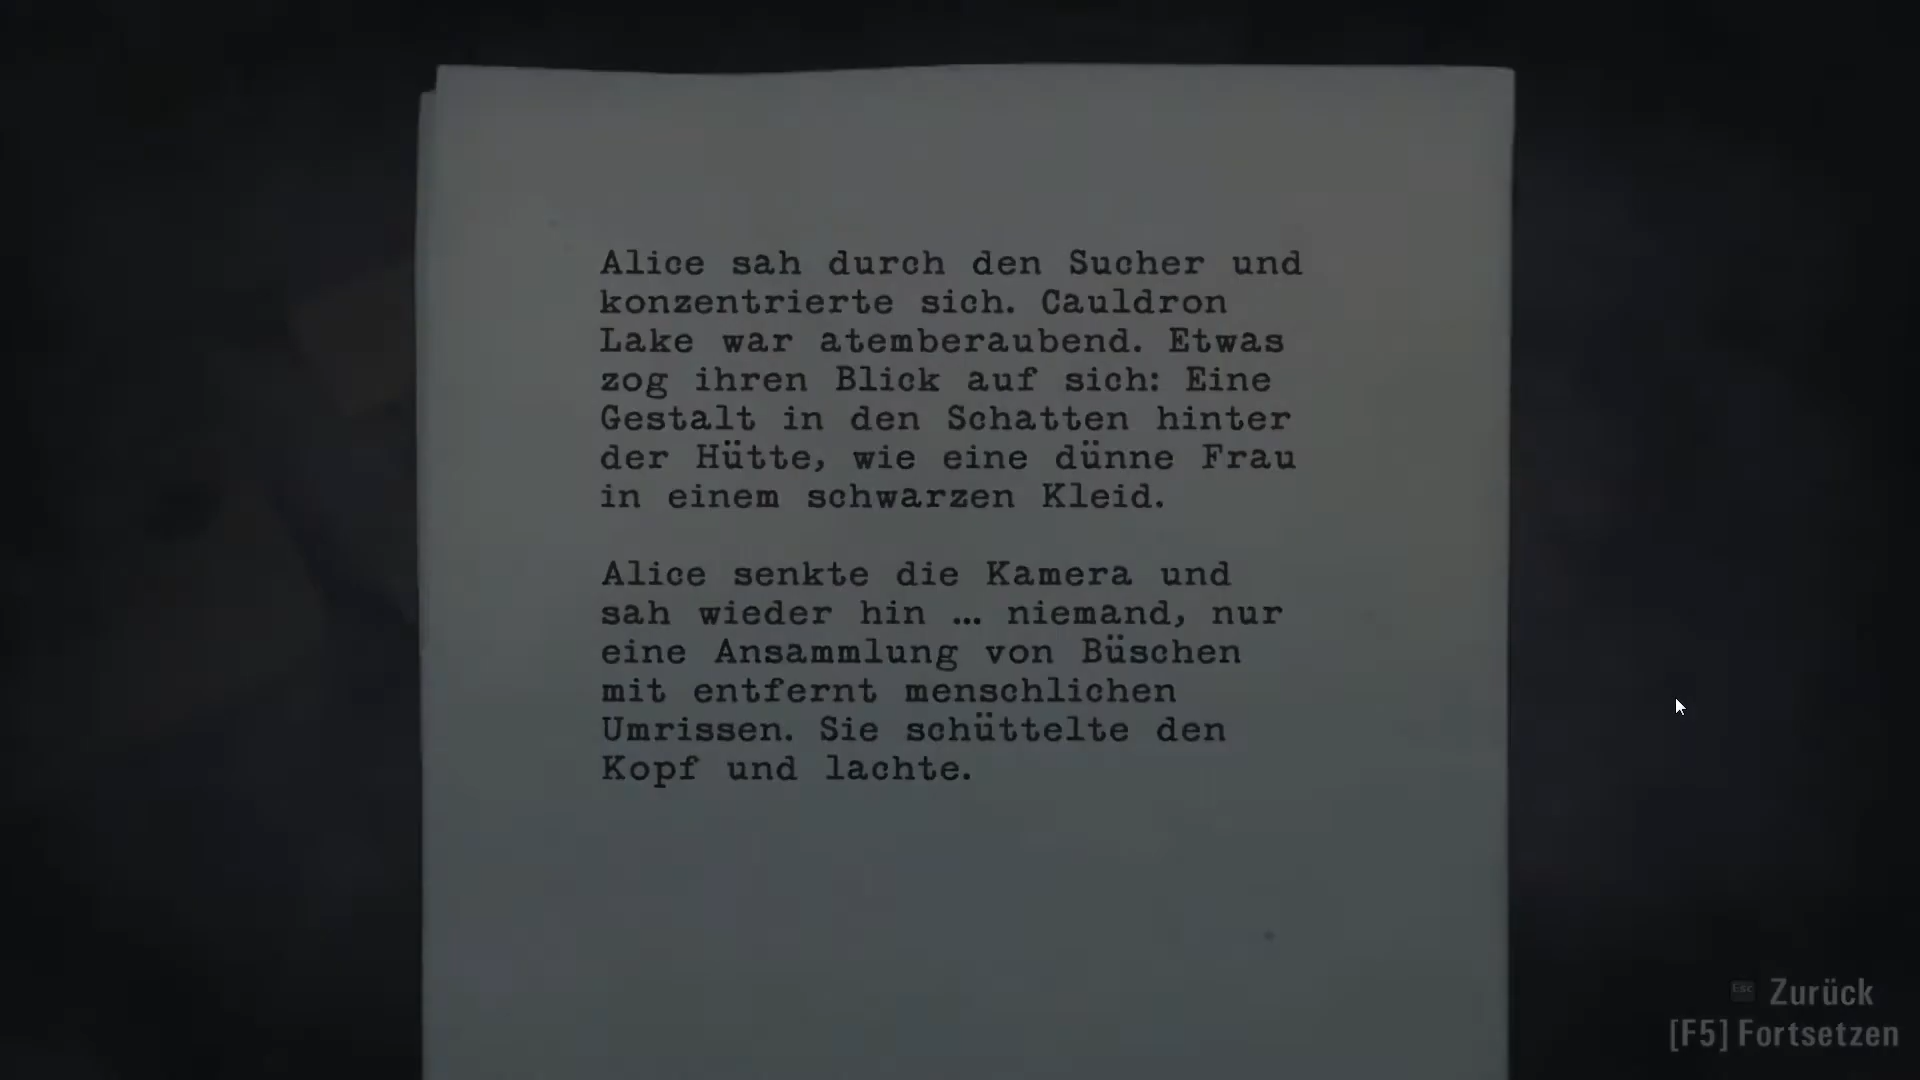 Alice sah durch den Sucher und
konzentrierte sich. Cauldron
Lake war atemberaubend. Etwas
zog ihren Blick auf sich: Eine
Gestalt in den Schatten hinter
der Hütte, wie eine dünne Frau
in einem schwarzen Kleid.
Alice senkte die Kamera und
sah wieder hin … niemand, nur
eine Ansammlung von Büschen
mit entfernt menschlichen
Umrissen. Sie schüttelte den
Kopf und lachte.
Esc Zurück
[F5] Fortsetzen